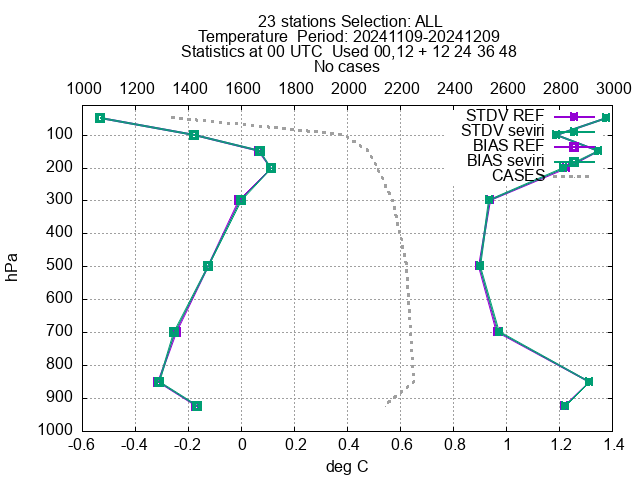 23 stations Selection: ALL
Temperature  Period: 20241109-20241209
Statistics at 00 UTC  Used 00,12 + 12 24 36 48
No cases
1000 1200 1400 1600 1800 2000 2200 2400 2600 2800 3000
STDV REF
STDV seviri
BIAS REF
BIAS seviri
CASES
100
200
300
400
500
600
700
800
900
1000
hPa
-0.6 -0.4 -0.2 0 0.2 0.4 0.6 0.8 1 1.2 1.4
deg C